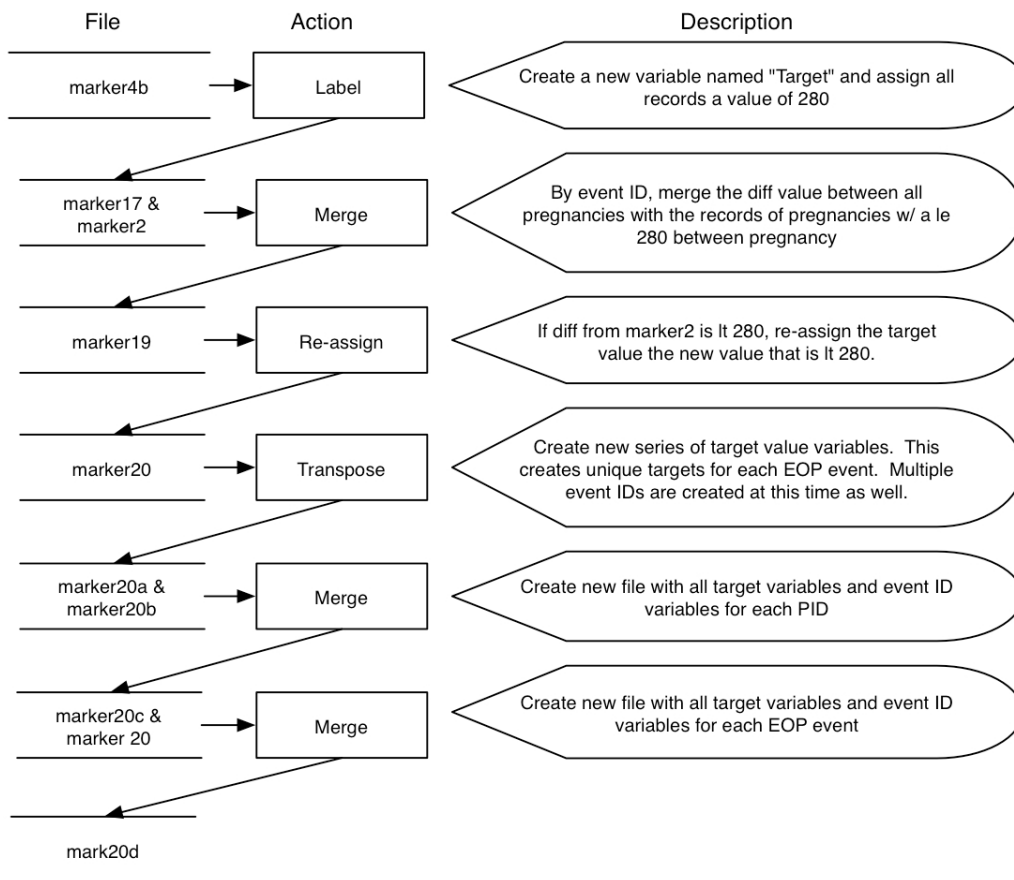 File
Action
Description
marker4b
Label
Create a new variable named "Target" and assign all
records a value of 280
marker17 &
marker2
Merge
By event ID, merge the diff value between all
pregnancies with the records of pregnancies w/ a le
280 between pregnancy
marker19
Re-assign
If diff from marker2 is lt 280, re-assign the target
value the new value that is lt 280.
marker20
Transpose
Create new series of target value variables.  This
creates unique targets for each EOP event.  Multiple
event IDs are created at this time as well.
marker20a &
marker20b
Merge
Create new file with all target variables and event ID
variables for each PID
marker20c &
marker 20
Merge
Create new file with all target variables and event ID
variables for each EOP event
mark20d